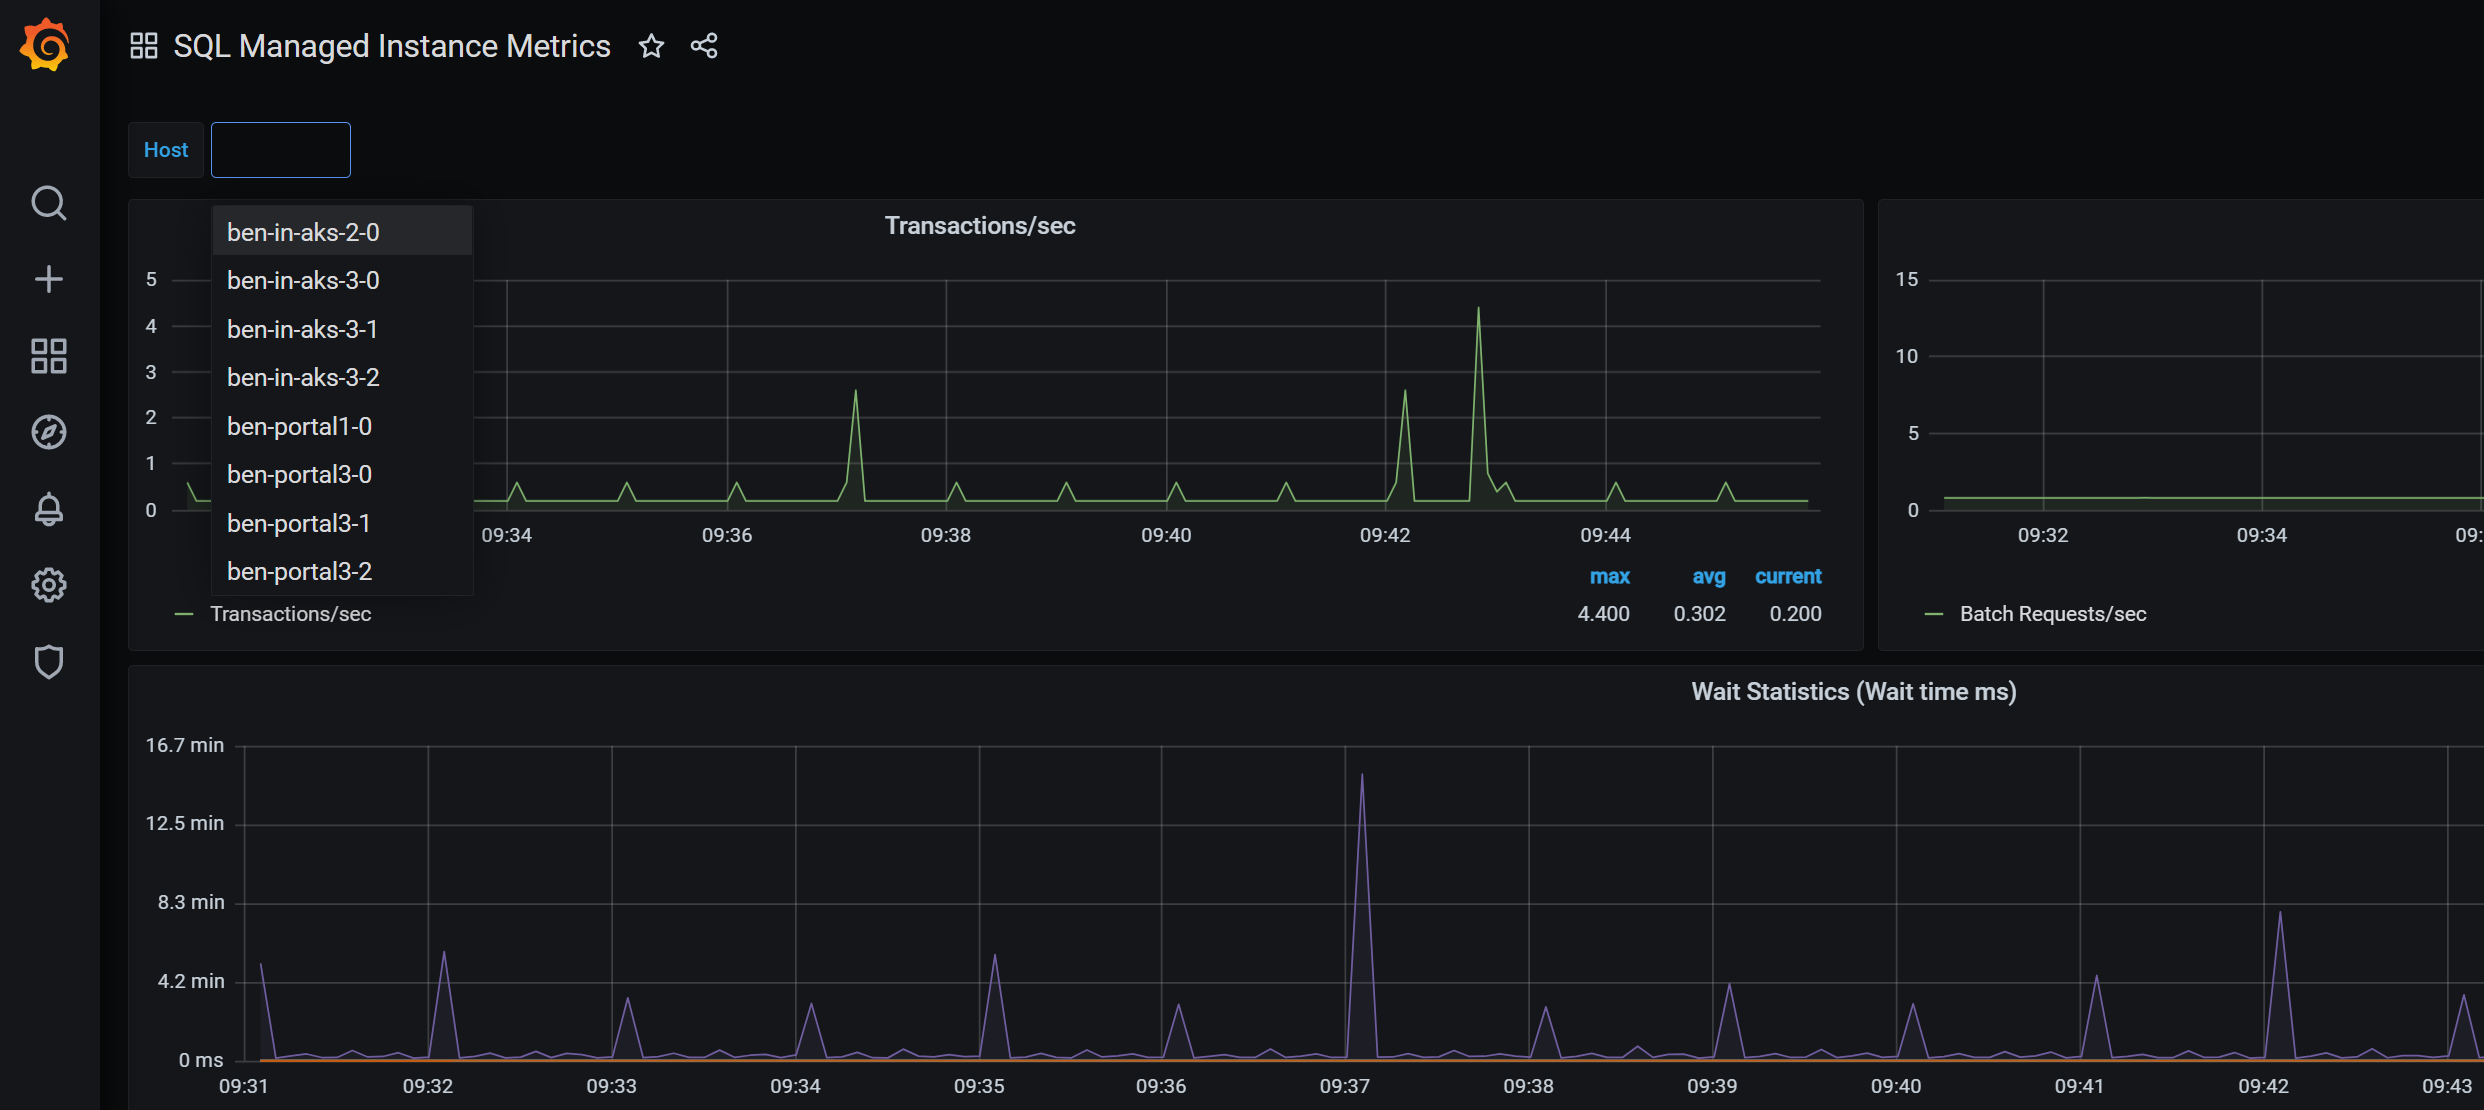 SQL Managed Instance Metrics
Host
ben-in-aks-2-0
ben-in-aks-3-0
ben-in-aks-3-1
ben-in-aks-3-2
ben-portal1-0
ben-portal3-0
ben-portal3-1
ben-portal3-2
Transactions/sec
5
4
3
2
1
0
09:34 09:36 09:38 09:40 09:42 09:44
max avg current
Transactions/sec 4.400 0.302 0.200
15
10
5
0
09:32 09:34 09:
Batch Requests/sec
Wait Statistics (Wait time ms)
16.7 min
12.5 min
8.3 min
4.2 min
0 ms
09:31 09:32 09:33 09:34 09:35 09:36 09:37 09:38 09:39 09:40 09:41 09:42 09:43